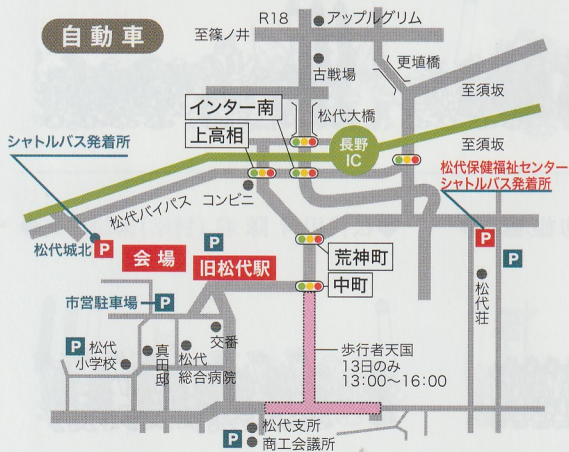 自動車
R18
アップルグリム
至篠ノ井
更埴橋
古戦場
至須坂
インター南
松代大橋
上高相
長野
IC
至須坂
シャトルバス発着所
松代保健福祉センター
シャトルバス発着所
コンビニ
松代バイパス
松代城北
P
会場
P
旧松代駅
荒神町
P
P
中町
松代荘
市営駐車場
P
交番
P
松代
小学校
真田邸
松代
総合病院
歩行者天国
13日のみ
13:00〜16:00
P
松代支所
商工会議所